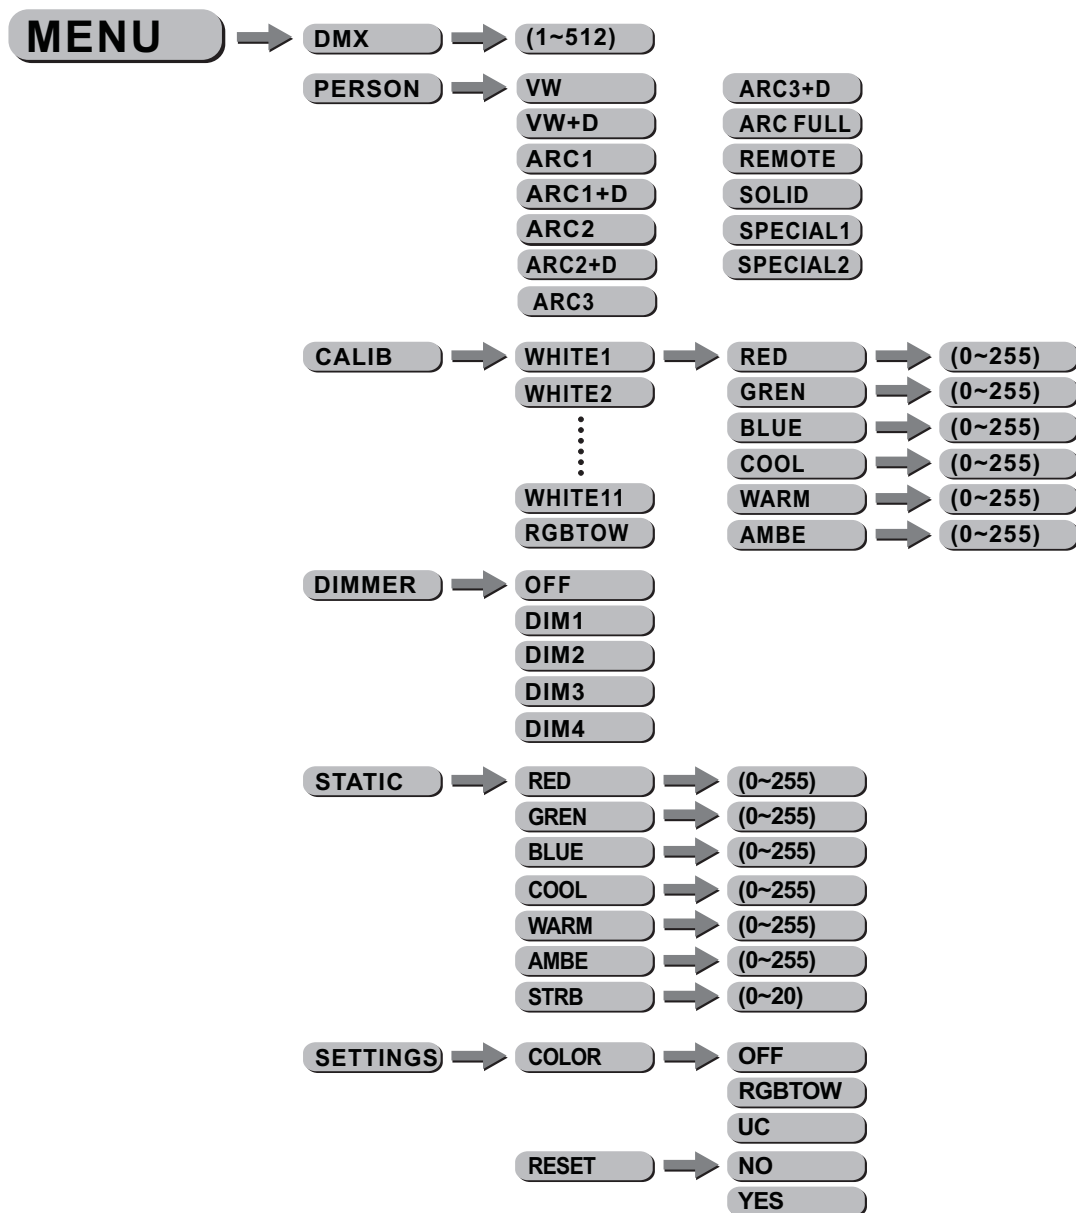 MENU DMX (1~512)
PERSON VW ARC3+D
VW+D ARC FULL
ARC1 REMOTE
ARC1+D SOLID
ARC2 SPECIAL1
ARC2+D SPECIAL2
ARC3
CALIB WHITE1 RED (0~255)
WHITE2 GREN (0~255)
BLUE (0~255)
COOL (0~255)
WHITE11 WARM (0~255)
RGBTOW AMBE (0~255)
DIMMER OFF
DIM1
DIM2
DIM3
DIM4
STATIC RED (0~255)
GREN (0~255)
BLUE (0~255)
COOL (0~255)
WARM (0~255)
AMBE (0~255)
STRB (0~20)
SETTINGS COLOR OFF
RGBTOW
UC
RESET NO
YES